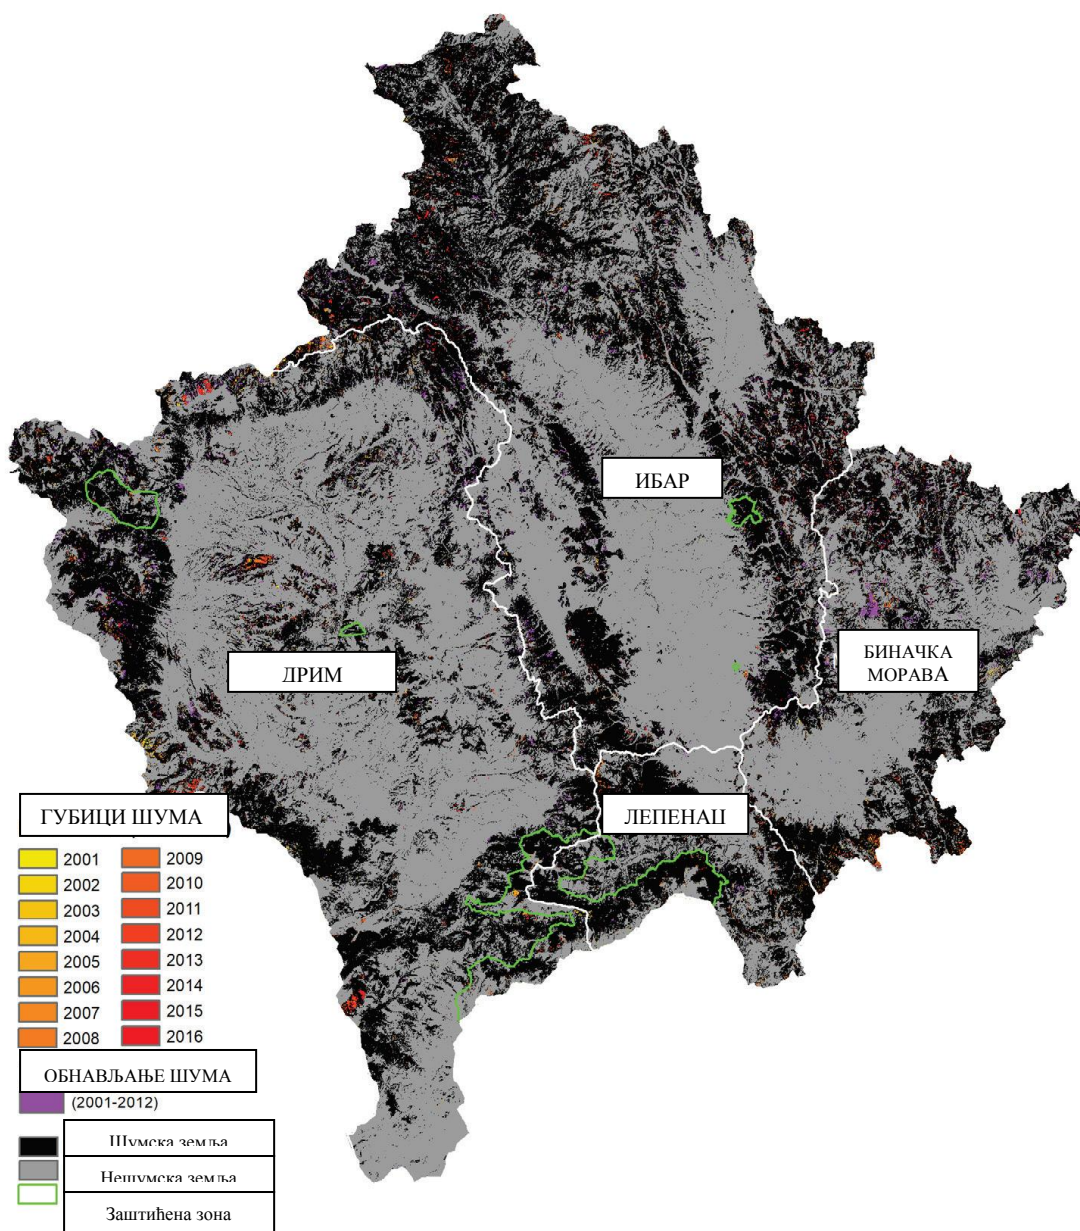 ИБАР
БИНАЧКА
МОРАВА
ДРИМ
ЛЕПЕНАЦ
ГУБИЦИ ШУМА
2001 2009
2002 2010
2003 2011
2004 2012
2005 2013
2006 2014
2007 2015
2008 2016
ОБНАВЉАЊЕ ШУМА
(2001-2012)
Шумска земља
Нешумска земља
Заштићена зона